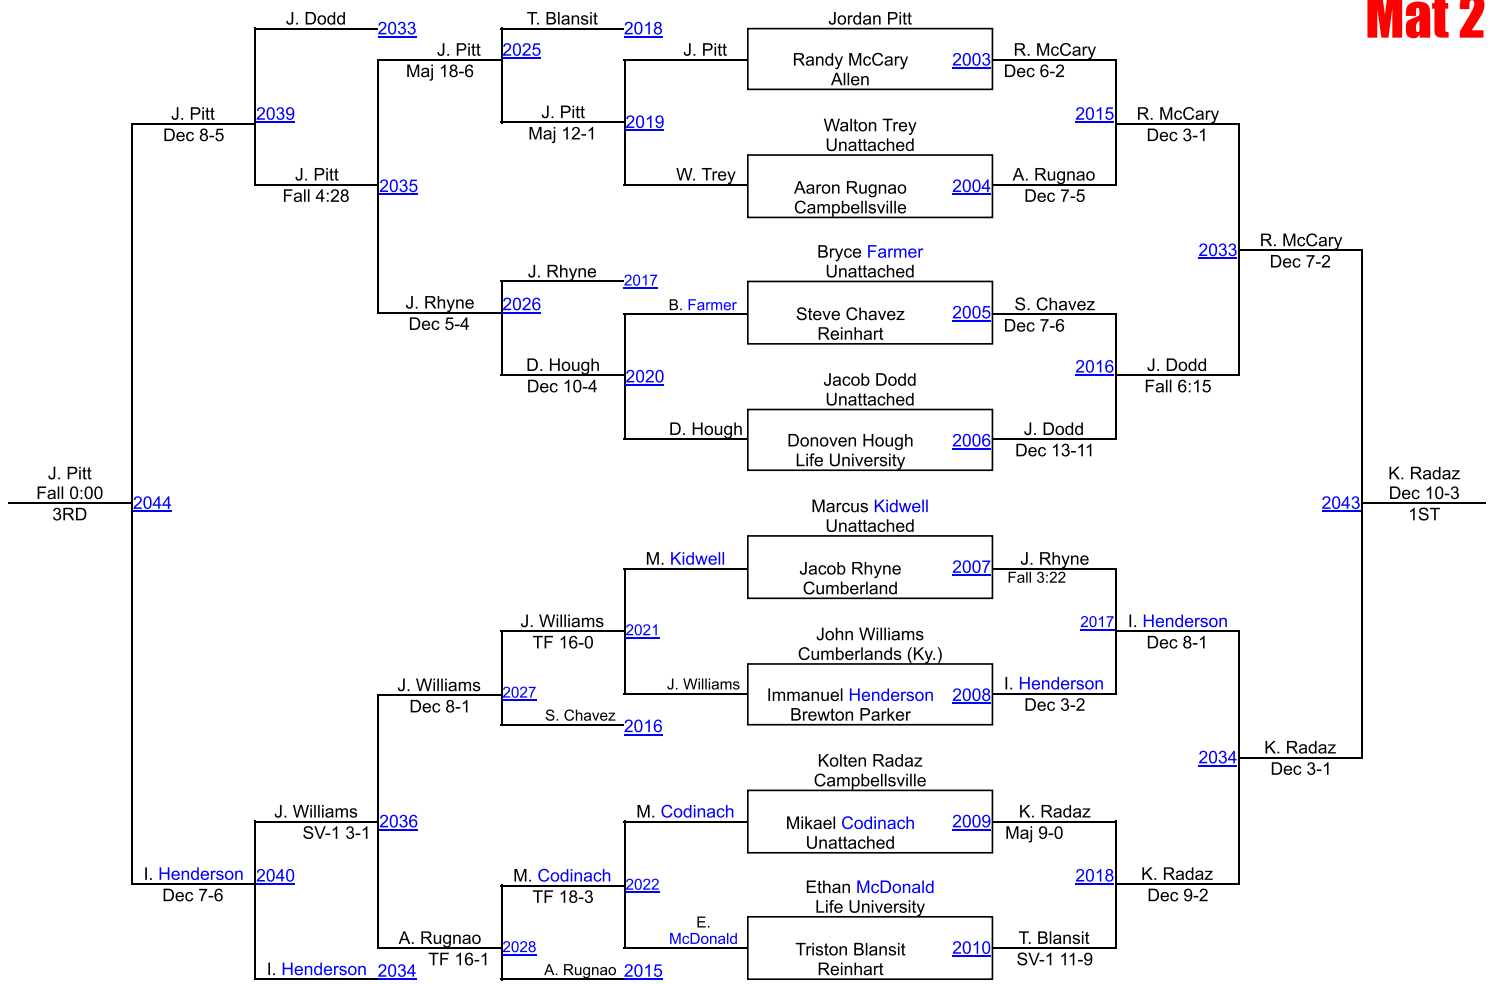 Mat 2
J. Dodd
2033
T. Blansit
2018
Jordan Pitt
J. Pitt
Maj 18-6
2025
J. Pitt
Randy McCary
Allen
2003
R. McCary
Dec 6-2
J. Pitt
Dec 8-5
2039
J. Pitt
Maj 12-1
2019
Walton Trey
Unattached
2015
R. McCary
Dec 3-1
J. Pitt
Fall 4:28
2035
W. Trey
Aaron Rugnao
Campbellsville
2004
A. Rugnao
Dec 7-5
Bryce Farmer
Unattached
2033
R. McCary
Dec 7-2
J. Rhyne
2017
J. Rhyne
Dec 5-4
2026
B. Farmer
Steve Chavez
Reinhart
2005
S. Chavez
Dec 7-6
D. Hough
Dec 10-4
2020
Jacob Dodd
Unattached
2016
J. Dodd
Fall 6:15
D. Hough
Donoven Hough
Life University
2006
J. Dodd
Dec 13-11
J. Pitt
Fall 0:00
3RD
2044
Marcus Kidwell
Unattached
2043
K. Radaz
Dec 10-3
1ST
M. Kidwell
Jacob Rhyne
Cumberland
2007
J. Rhyne
Fall 3:22
J. Williams
TF 16-0
2021
John Williams
Cumberlands (Ky.)
2017
I. Henderson
Dec 8-1
J. Williams
Dec 8-1
2027
J. Williams
Immanuel Henderson
Brewton Parker
2008
I. Henderson
Dec 3-2
S. Chavez
2016
Kolten Radaz
Campbellsville
2034
K. Radaz
Dec 3-1
J. Williams
SV-1 3-1
2036
M. Codinach
Mikael Codinach
Unattached
2009
K. Radaz
Maj 9-0
I. Henderson
Dec 7-6
2040
M. Codinach
TF 18-3
2022
Ethan McDonald
Life University
2018
K. Radaz
Dec 9-2
A. Rugnao
TF 16-1
2028
E.
McDonald
Triston Blansit
Reinhart
2010
T. Blansit
SV-1 11-9
I. Henderson
2034
A. Rugnao
2015